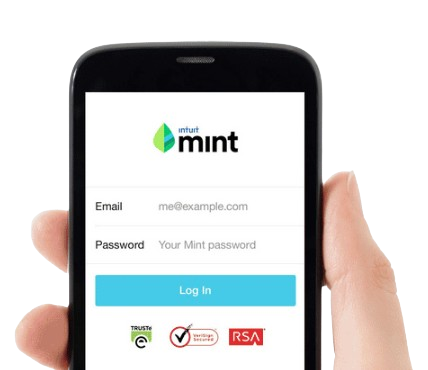 intuit
mint
Email me@example.com
Password Your Mint password
Log In
TRUSTe
VeriSign
Secured
RSA